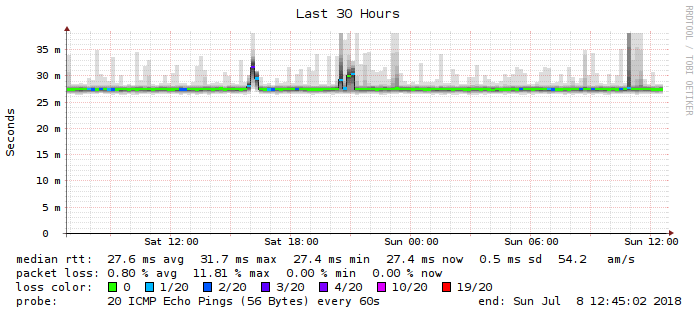 Last 30 Hours
RRDTOOL / TOBI OETIKER
Seconds
35 m
30 m
25 m
20 m
15 m
10 m
5 m
0
Sat 12:00 Sat 18:00 Sun 00:00 Sun 06:00 Sun 12:00
median rtt: 27.6 ms avg 31.7 ms max 27.4 ms min 27.4 ms now 0.5 ms sd 54.2 am/s
packet loss: 0.80 % avg 11.81 % max 0.00 % min 0.00 % now
loss color: 0 1/20 2/20 3/20 4/20 10/20 19/20
probe: 20 ICMP Echo Pings (56 Bytes) every 60s end: Sun Jul 8 12:45:02 2018